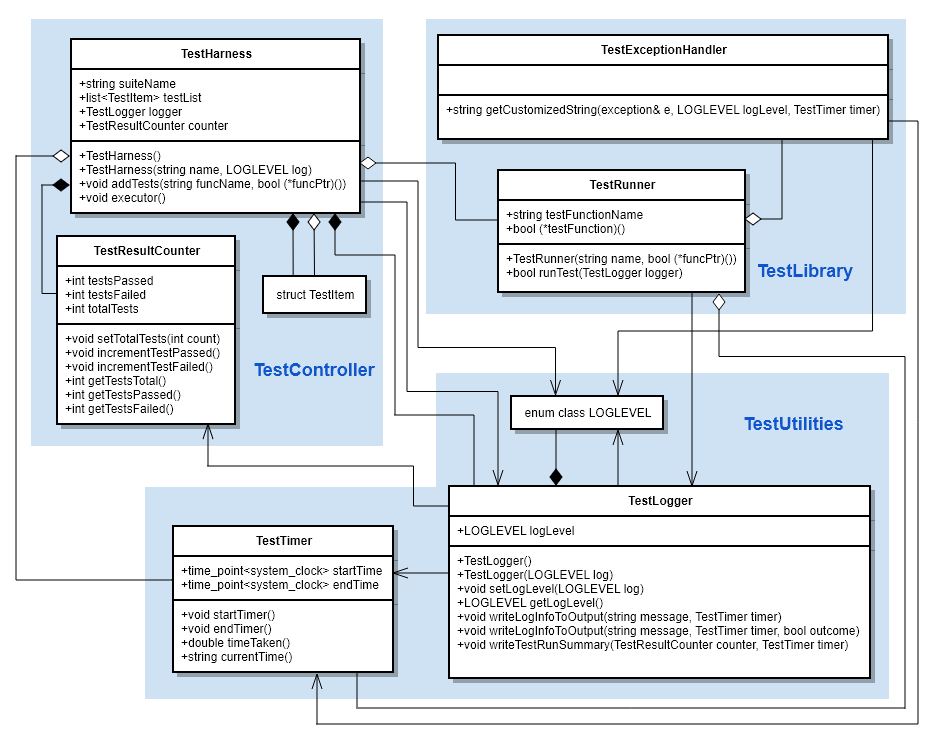 TestHarness
+string suiteName
+list<TestItem> testList
+TestLogger logger
+TestResultCounter counter
+TestHarness()
+TestHarness(string name, LOGLEVEL log)
+void addTests(string funcName, bool (*funcPtr)())
+void executor()
TestExceptionHandler
+string getCustomizedString(exception& e, LOGLEVEL logLevel, TestTimer timer)
TestRunner
+string testFunctionName
+bool (*testFunction)()
+TestRunner(string name, bool (*funcPtr)())
+bool runTest(TestLogger logger)
TestLibrary
TestResultCounter
+int testsPassed
+int testsFailed
+int totalTests
+void setTotalTests(int count)
+void incrementTestPassed()
+void incrementTestFailed()
+int getTestsTotal()
+int getTestsPassed()
+int getTestsFailed()
struct TestItem
TestController
enum class LOGLEVEL
TestUtilities
TestLogger
+LOGLEVEL logLevel
+TestLogger()
+TestLogger(LOGLEVEL log)
+void setLogLevel(LOGLEVEL log)
+LOGLEVEL getLogLevel()
+void writeLogInfoToOutput(string message, TestTimer timer)
+void writeLogInfoToOutput(string message, TestTimer timer, bool outcome)
+void writeTestRunSummary(TestResultCounter counter, TestTimer timer)
TestTimer
+time_point<system_clock> startTime
+time_point<system_clock> endTime
+void startTimer()
+void endTimer()
+double timeTaken()
+string currentTime()